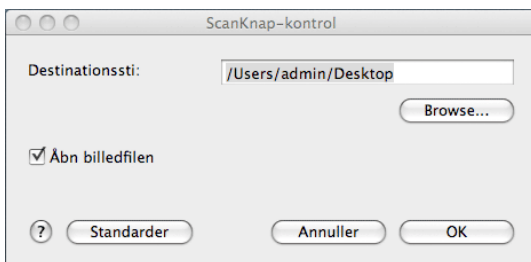 ScanKnap-kontrol
Destinationssti: /Users/admin/Desktop
Browse...
Åbn billedfilen
? Standarder Annuller OK